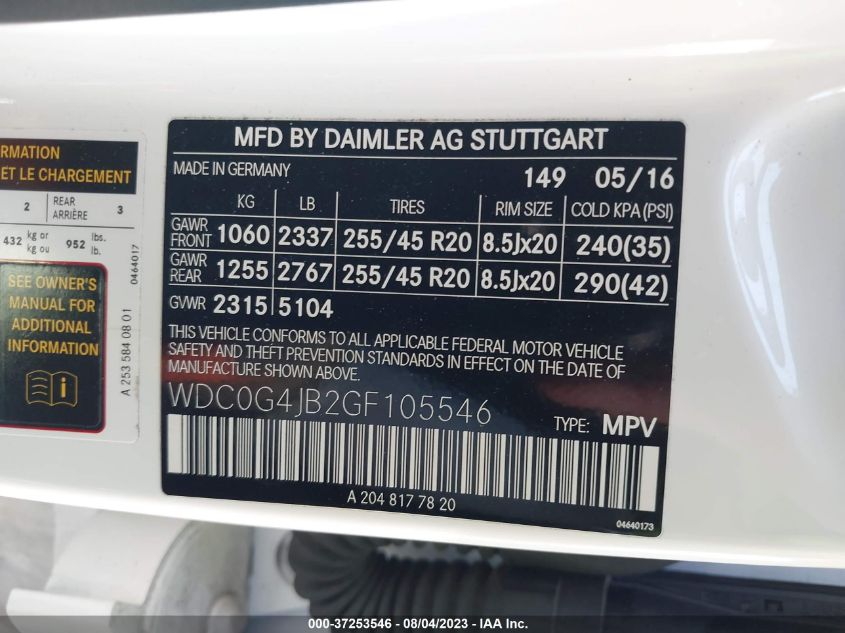 RMATION
ET LE CHARGEMENT
2 REAR ARRIÈRE 3
432 kg or kg ou 952 lbs. lb.
0464017
SEE OWNER'S
MANUAL FOR
ADDITIONAL
INFORMATION
A 253 584 08 01
MFD BY DAIMLER AG STUTTGART
MADE IN GERMANY 149 05/16
KG LB TIRES RIM SIZE COLD KPA(PSI)
GAWR FRONT 1060 2337 255/45 R20 8.5Jx20 240(35)
GAWR REAR 1255 2767 255/45 R20 8.5Jx20 290(42)
GVWR 2315 5104
THIS VEHICLE CONFORMS TO ALL APPLICABLE FEDERAL MOTOR VEHICLE
SAFETY AND THEFT PREVENTION STANDARDS IN EFFECT ON THE DATE OF
MANUFACTURE SHOWN ABOVE.
WDC0G4JB2GF105546 TYPE: MPV
A 204 817 78 20
04640173
000-37253546 - 08/04/2023 - IAA Inc.